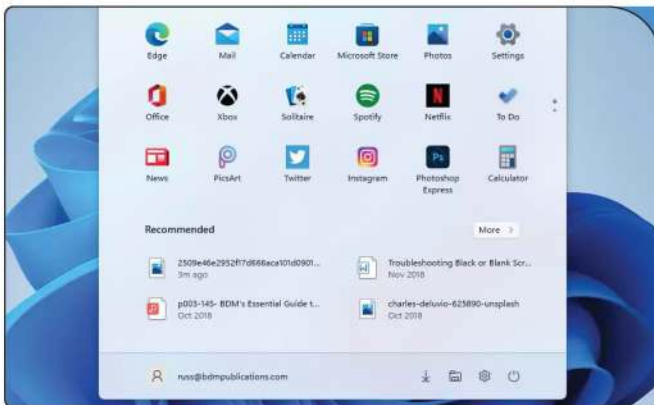 Edge Mail Calendar Microsoft Store Photos Settings
Office Xbox Solitaire Spotify Netflix To Do
Ps
News PicsArt Twitter Instagram Photoshop Express Calculator
Recommended More >
2509e46e2952f17d666aca101d0901... Troubleshooting Black or Blank Scr...
3m ago Nov 2018
p003-145- BDM's Essential Guide t... charles-deluvio-625890-unsplash
Oct 2018 Oct 2018
russ@bdmpublications.com